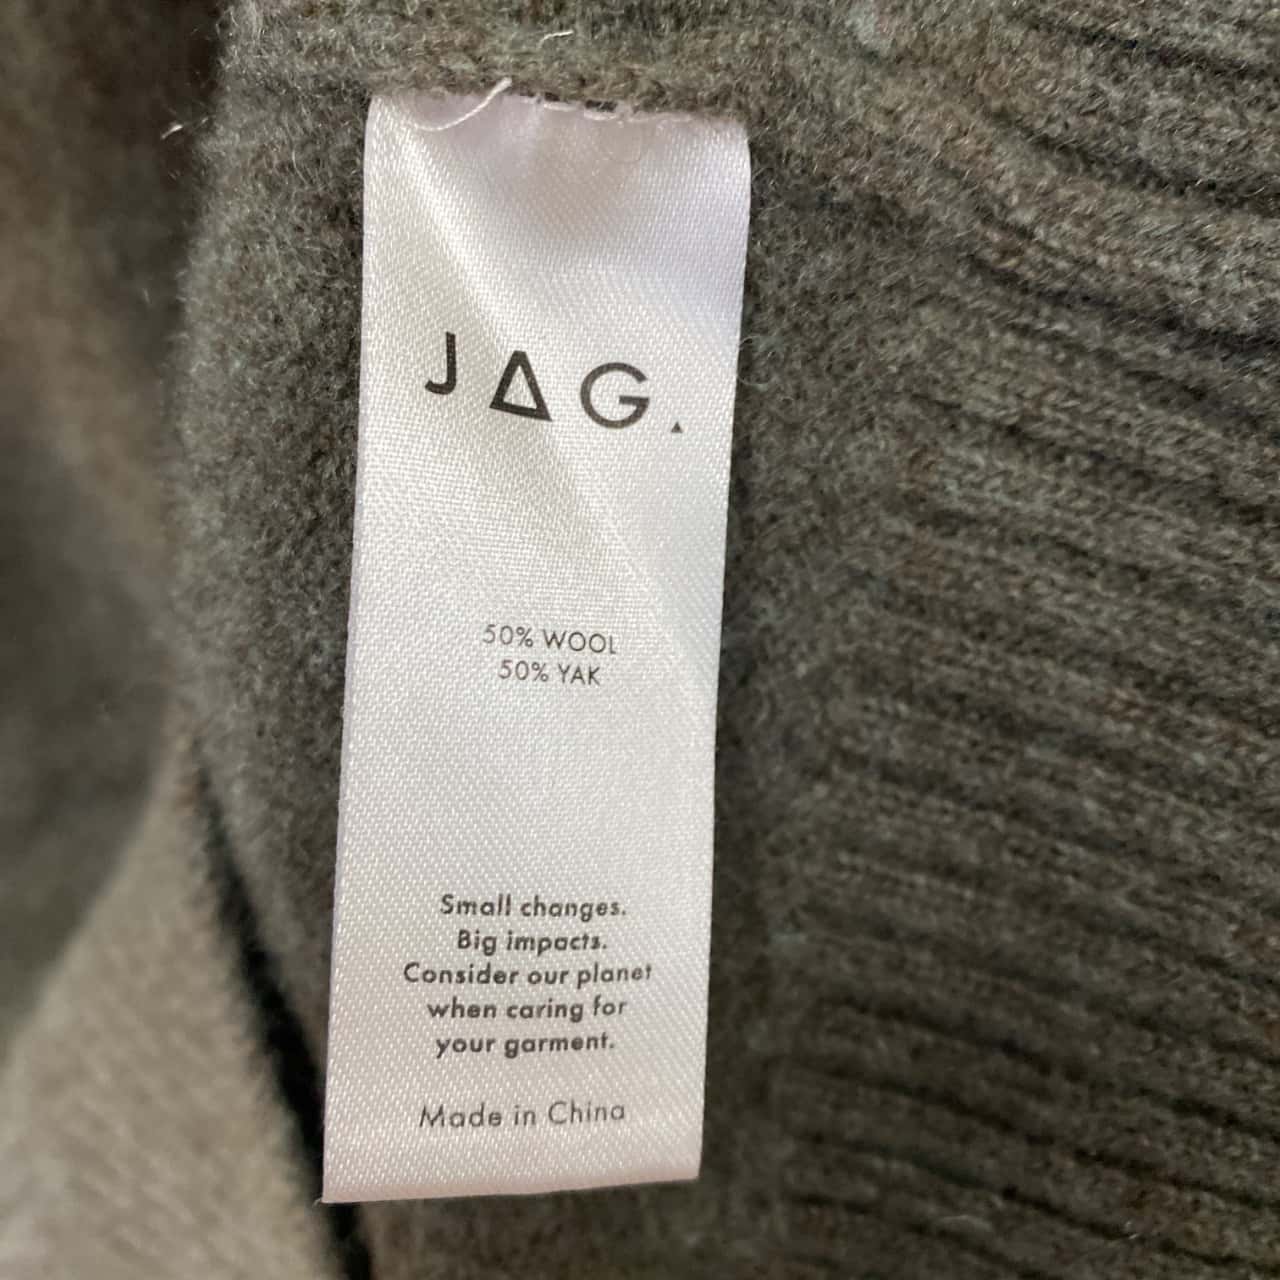 JAG.
50% WOOL
50% YAK
Small changes.
Big impacts.
Consider our planet
when caring for
your garment.
Made in China